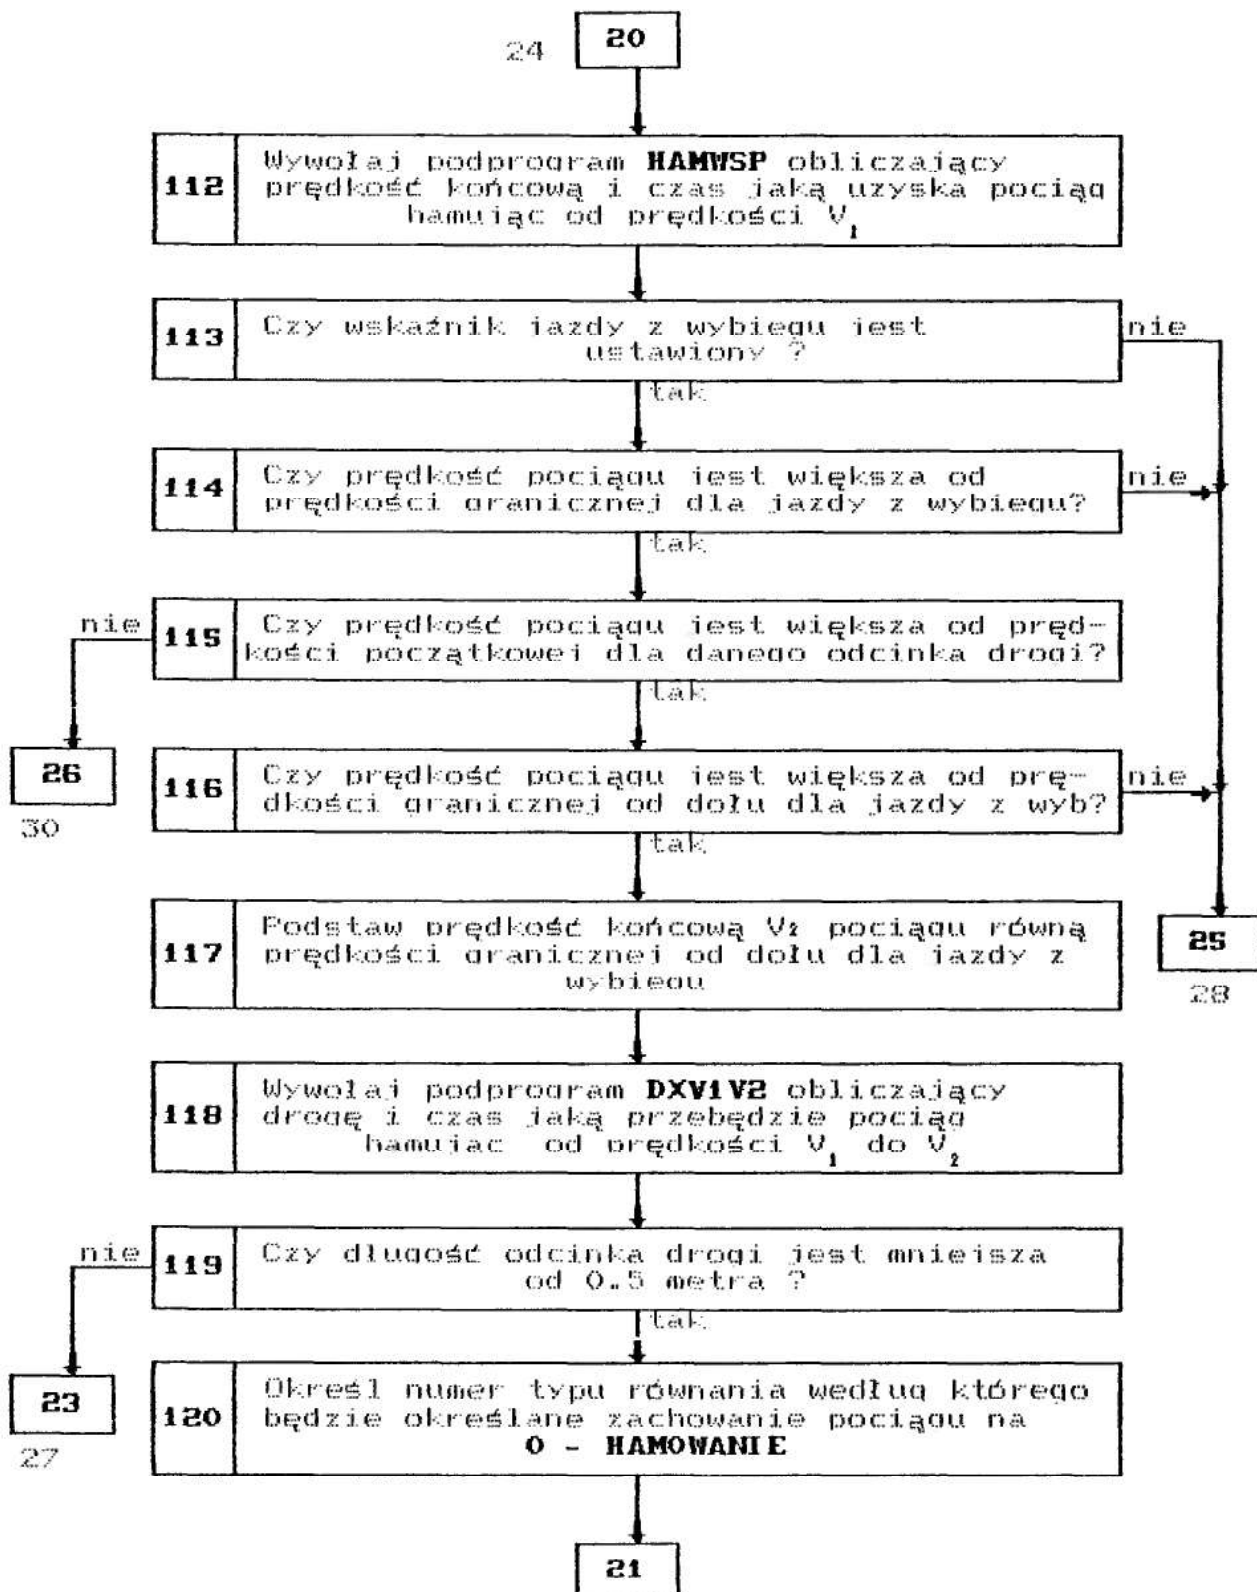 24 20
112 Wywołaj podprogram HAMWSP obliczający
prędkość końcową i czas jaką uzyska pociąg
hamując od prędkości V1
113 Czy wskaźnik jazdy z wybiegu jest
ustawiony ?
nie
tak
114 Czy prędkość pociągu jest większa od
prędkości granicznej dla jazdy z wybiegu?
nie
tak
nie
115 Czy prędkość pociągu jest większa od pręd-
kości początkowej dla danego odcinka drogi?
tak
26
30
116 Czy prędkość pociągu jest większa od prę-
dkości granicznej od dołu dla jazdy z wyb?
nie
tak
117 Podstaw prędkość końcową V2 pociągu równą
prędkości granicznej od dołu dla jazdy z
wybiegu
25
28
118 Wywołaj podprogram DXV1V2 obliczający
drogę i czas jaką przebędzie pociąg
hamując od prędkości V1 do V2
nie
119 Czy długość odcinka drogi jest mniejsza
od 0.5 metra ?
tak
23
27
120 Określ numer typu równania według którego
będzie określane zachowanie pociągu na
0 - HAMOWANIE
21